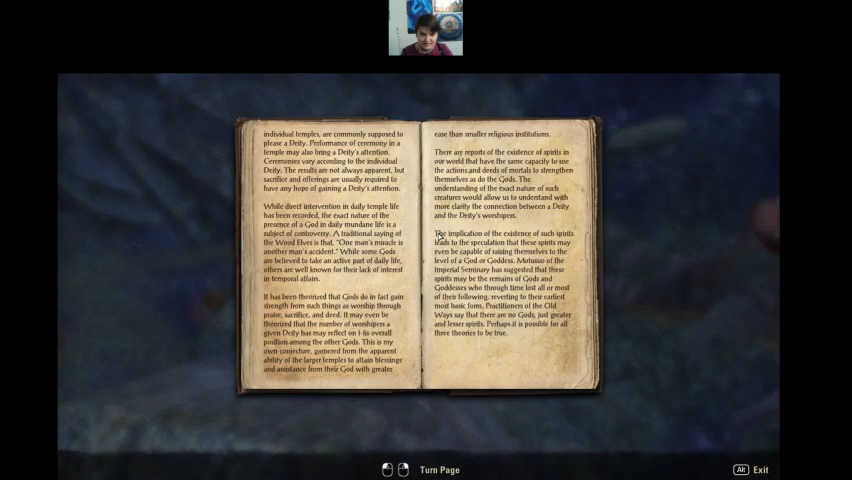 individual temples, are commonly supposed to
please a Deity. Performance of ceremony in a
temple may also bring a Deity's attention.
Ceremonies vary according to the individual
Deity. The results are not always apparent, but
sacrifice and offerings are usually required to
have any hope of gaining a Deity's attention.
While direct intervention in daily temple life
has been recorded, the exact nature of the
presence of a God in daily mundane life is a
subject of controversy. A traditional saying of
the Wood Elves is that, "One man's miracle is
another man's accident." While some Gods
are believed to take an active part of daily life,
others are well known for their lack of interest
in temporal affairs.
It has been theorized that Gods do in fact gain
strength from such things as worship through
praise, sacrifice, and deed. It may even be
theorized that the number of worshipers a
given Deity has may reflect on His overall
position among the other Gods. This is my
own conjecture, garnered from the apparent
ability of the larger temples to attain blessings
and assistance from their God with greater
ease than smaller religious institutions.
There are reports of the existence of spirits in
our world that have the same capacity to use
the actions and deeds of mortals to strengthen
themselves as do the Gods. The
understanding of the exact nature of such
creatures would allow us to understand with
more clarity the connection between a Deity
and the Deity's worshipers.
The implication of the existence of such spirits
leads to the speculation that these spirits may
even be capable of raising themselves to the
level of a God or Goddess. Motusuo of the
Imperial Seminary has suggested that these
spirits may be the remains of Gods and
Goddesses who through time lost all or most
of their following, reverting to their earliest
most basic form. Practitioners of the Old
Ways say that there are no Gods, just greater
and lesser spirits. Perhaps it is possible for all
three theories to be true.
Turn Page
Alt Exit